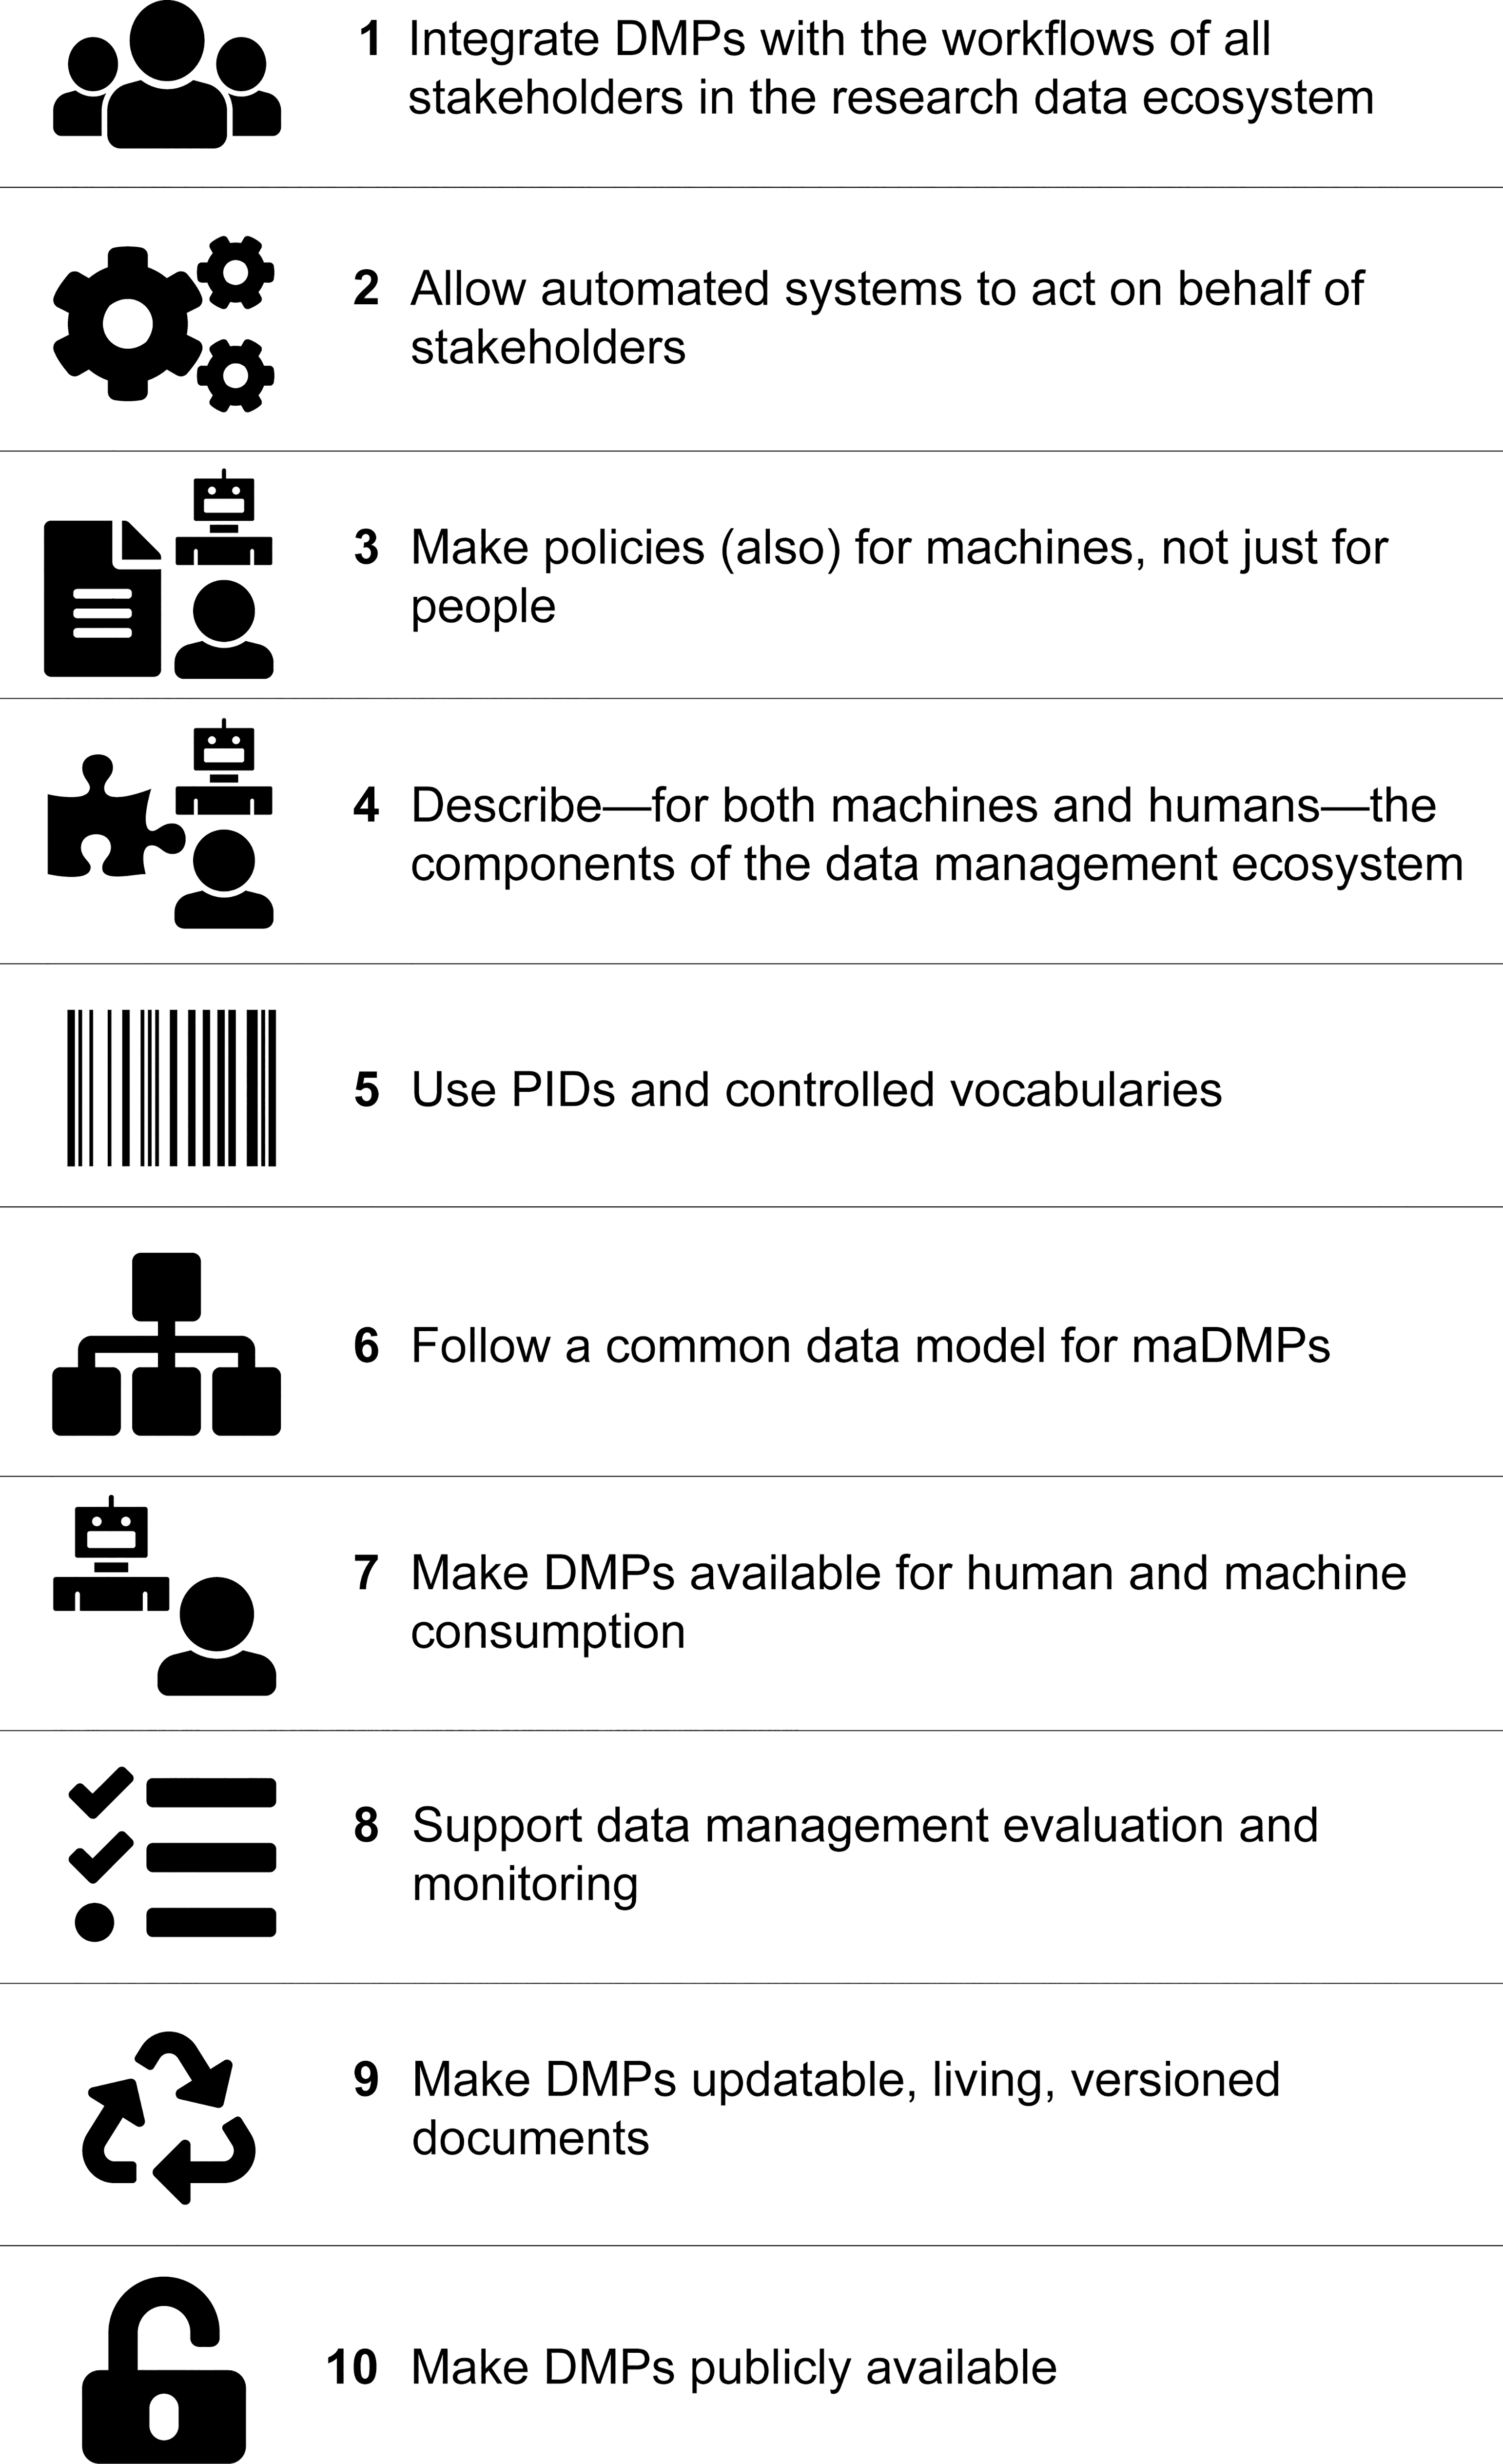 1 Integrate DMPs with the workflows of all
stakeholders in the research data ecosystem
2 Allow automated systems to act on behalf of
stakeholders
3 Make policies (also) for machines, not just for
people
4 Describe—for both machines and humans—the
components of the data management ecosystem
5 Use PIDs and controlled vocabularies
6 Follow a common data model for maDMPs
7 Make DMPs available for human and machine
consumption
8 Support data management evaluation and
monitoring
9 Make DMPs updatable, living, versioned
documents
10 Make DMPs publicly available